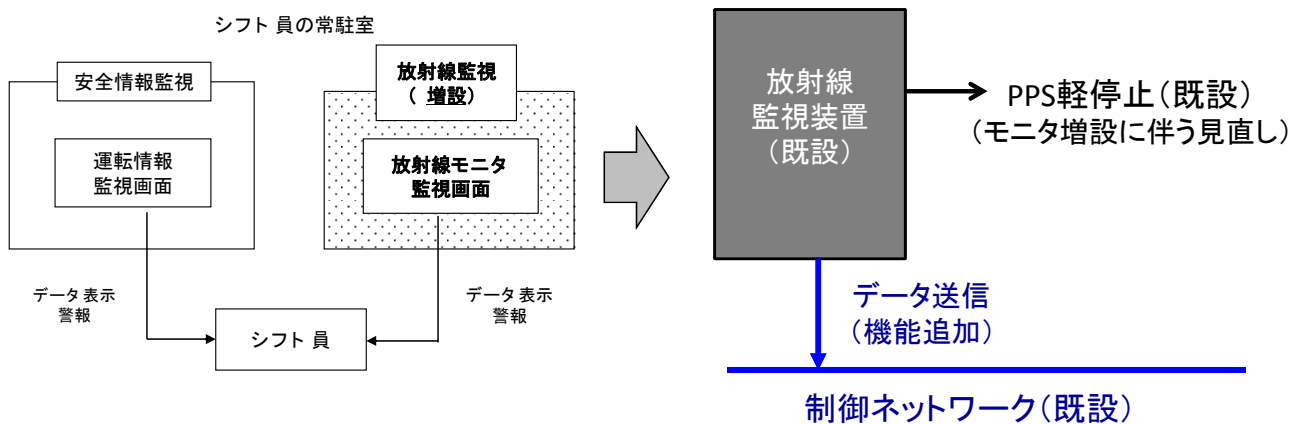 シフト 員の常駐室
安全情報監視
運転情報
監視画面
放射線監視
( 増設)
放射線モニタ
監視画面
データ 表示
警報
データ 表示
警報
シフト 員
放射線
監視装置
(既設)
PPS軽停止(既設)
(モニタ増設に伴う見直し)
データ送信
(機能追加)
制御ネットワーク(既設)